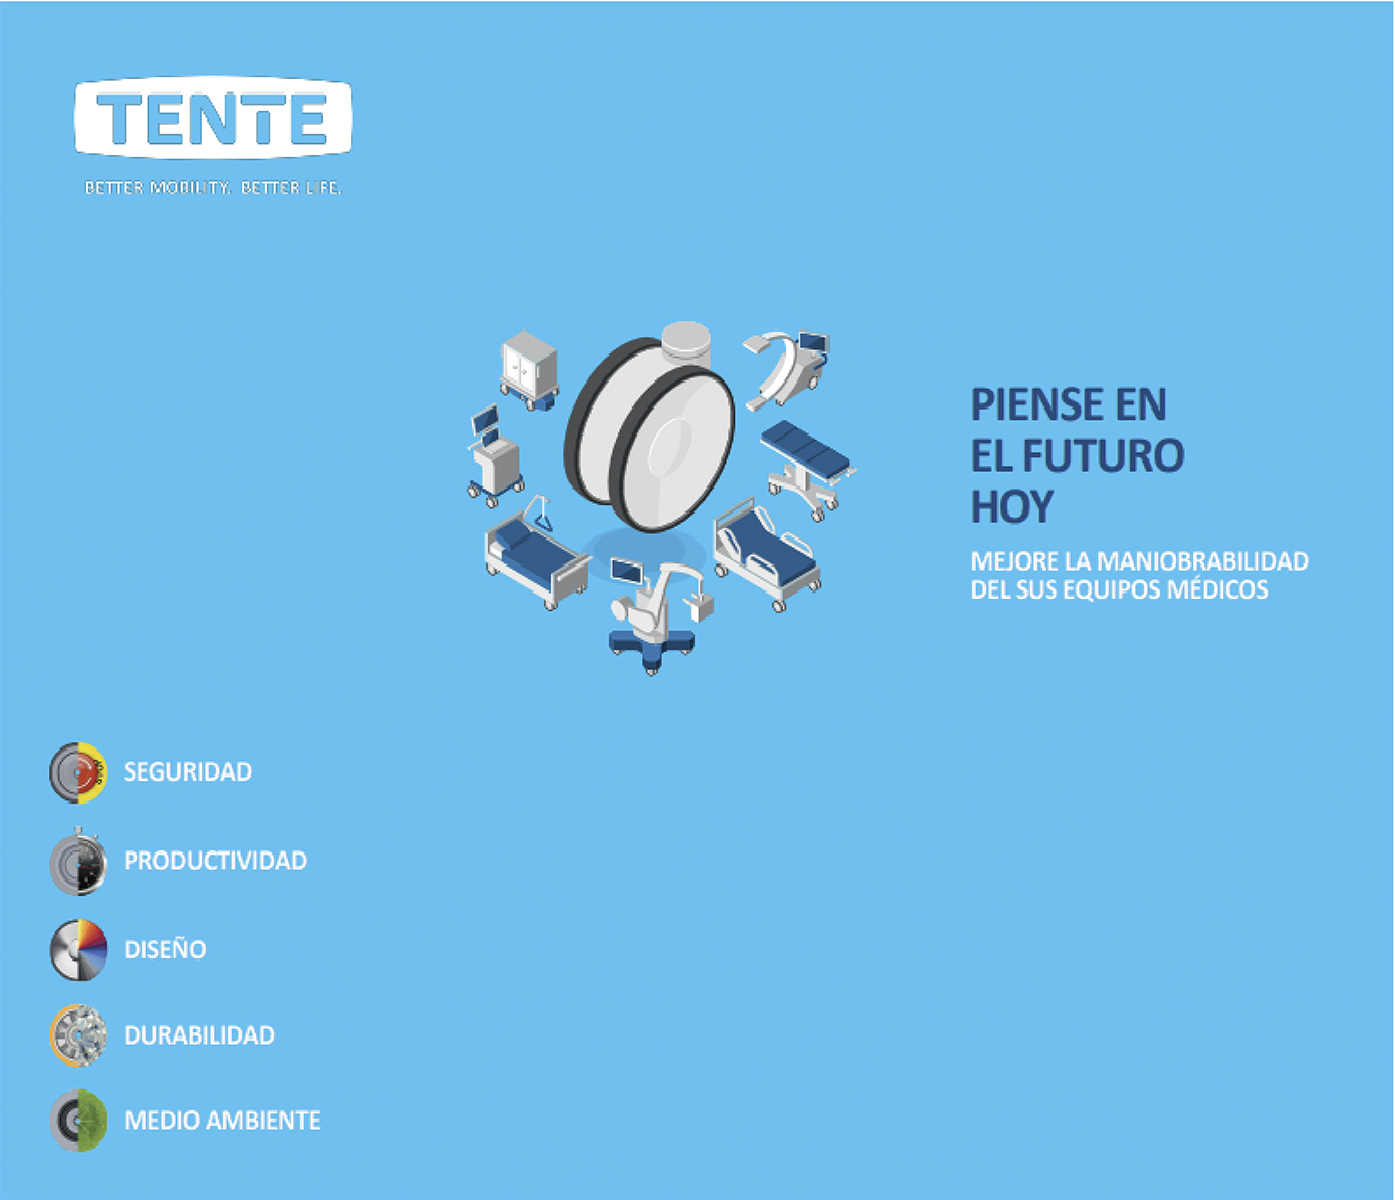 TENTE
BETTER MOBILITY. BETTER LIFE.
PIENSE EN
EL FUTURO
HOY
MEJORE LA MANIOBRABILIDAD
DEL SUS EQUIPOS MÉDICOS
SEGURIDAD
PRODUCTIVIDAD
DISEÑO
DURABILIDAD
MEDIO AMBIENTE